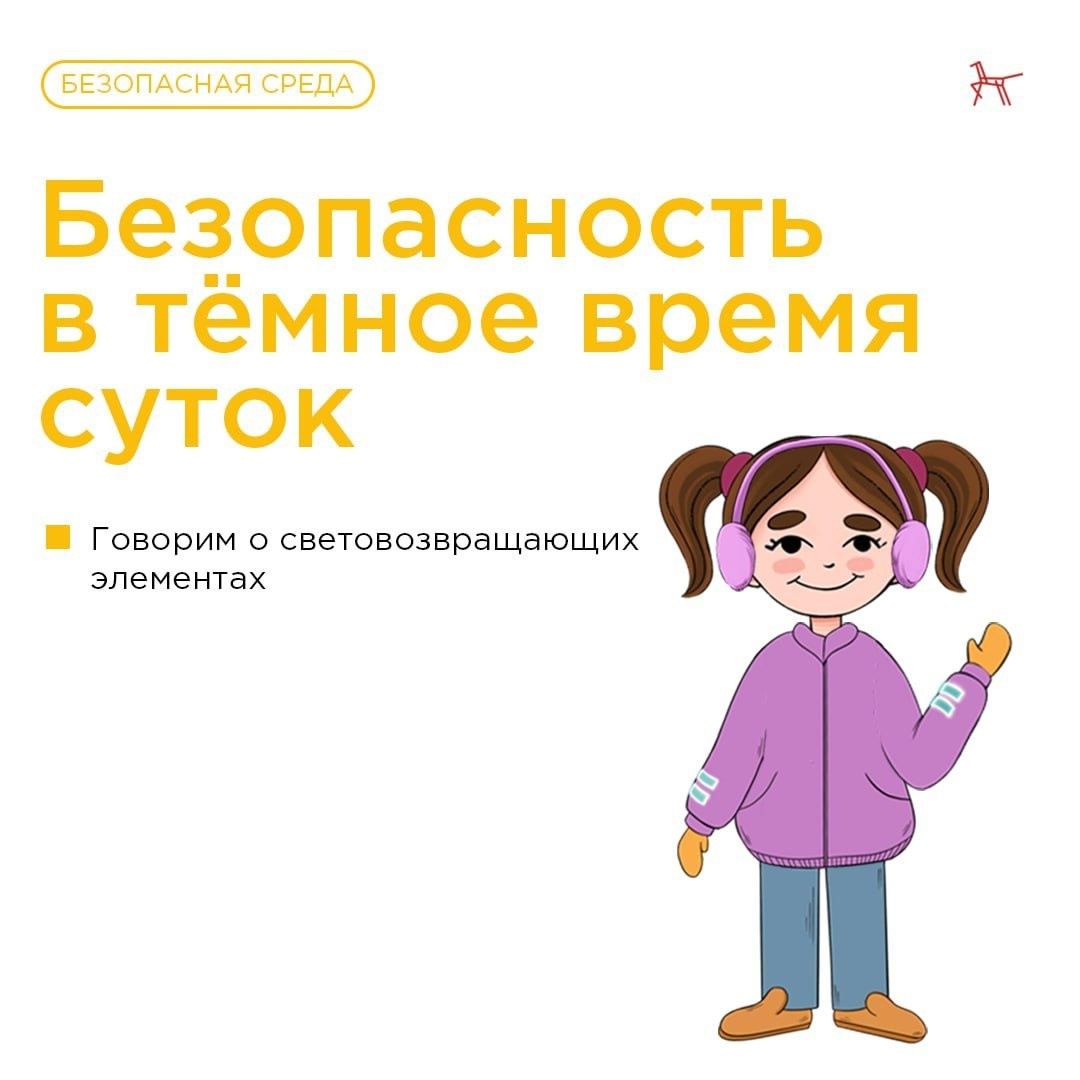 БЕЗОПАСНАЯ СРЕДА
Безопасность
в тёмное время
суток
Говорим о световозвращающих
элементах